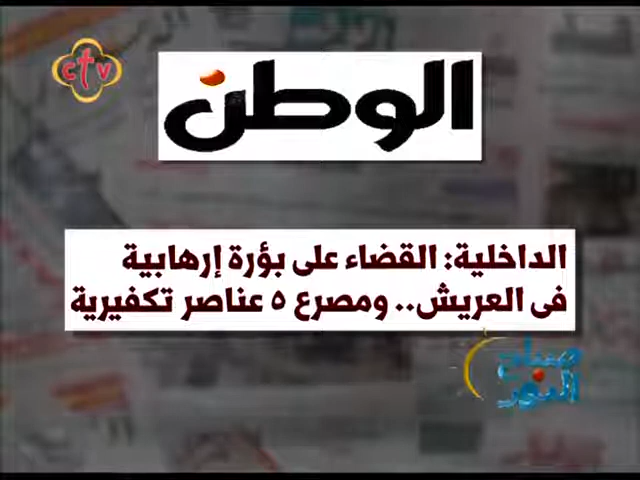 ctv
الوطن
الداخلية: القضاء على بؤرة إرهابية
فى العريش.. ومصرع ٥ عناصر تكفيرية
صباح
النور